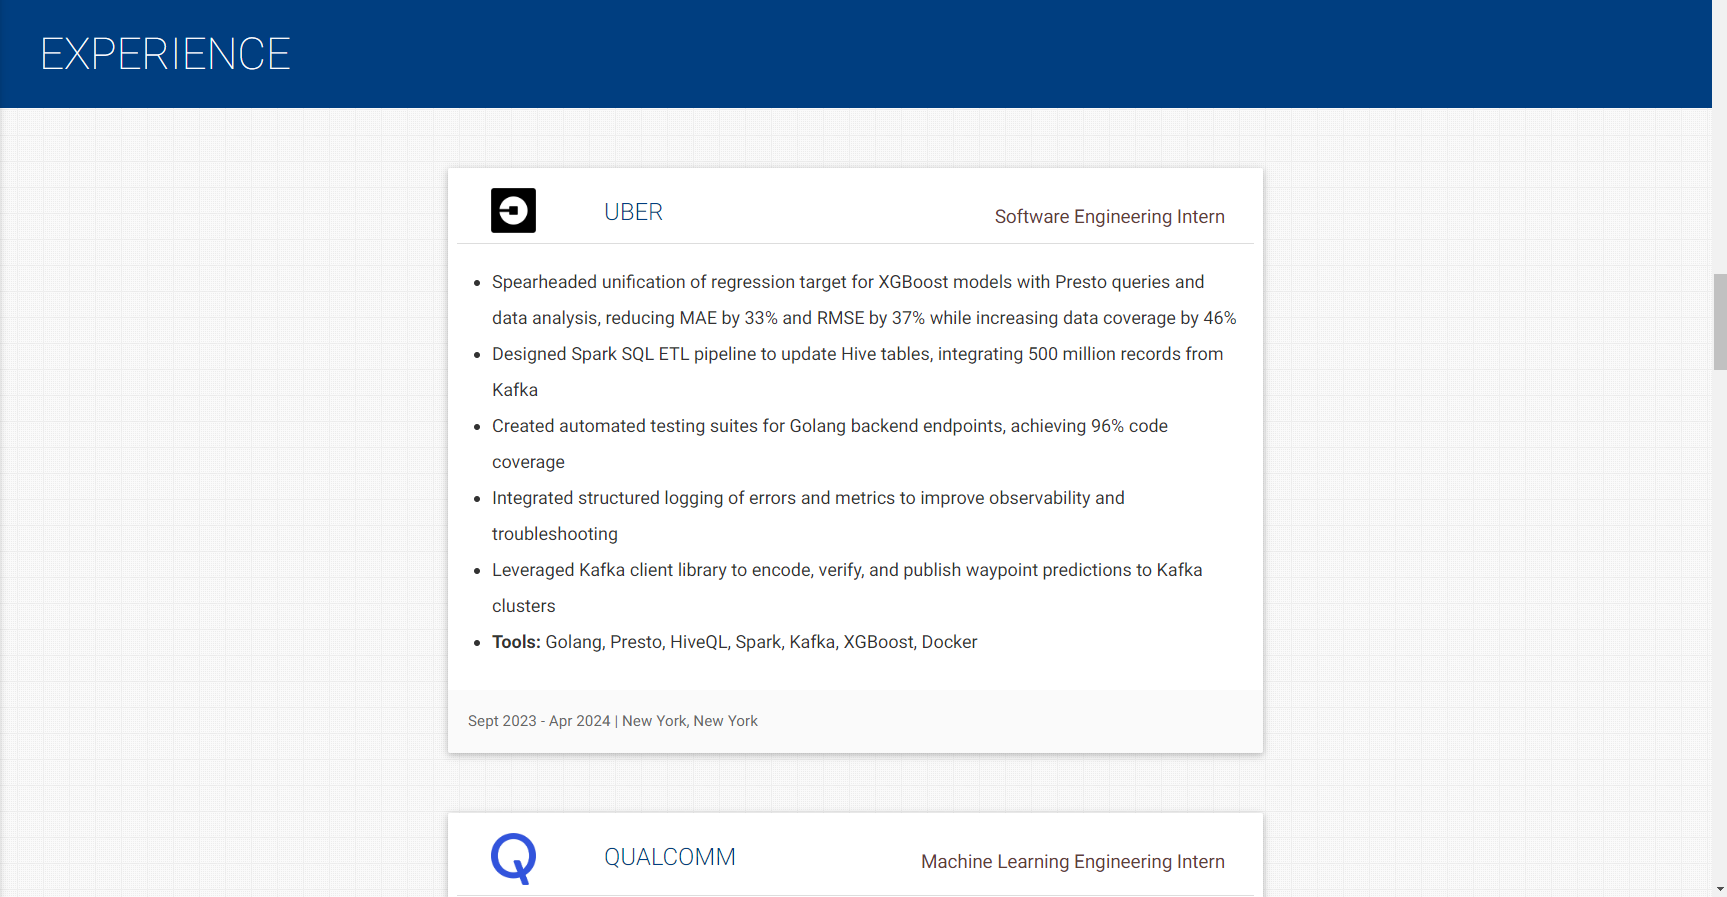 EXPERIENCE
UBER
Software Engineering Intern
Spearheaded unification of regression target for XGBoost models with Presto queries and
data analysis, reducing MAE by 33% and RMSE by 37% while increasing data coverage by 46%
Designed Spark SQL ETL pipeline to update Hive tables, integrating 500 million records from
Kafka
Created automated testing suites for Golang backend endpoints, achieving 96% code
coverage
Integrated structured logging of errors and metrics to improve observability and
troubleshooting
Leveraged Kafka client library to encode, verify, and publish waypoint predictions to Kafka
clusters
Tools: Golang, Presto, HiveQL, Spark, Kafka, XGBoost, Docker
Sept 2023 - Apr 2024 | New York, New York
QUALCOMM
Machine Learning Engineering Intern